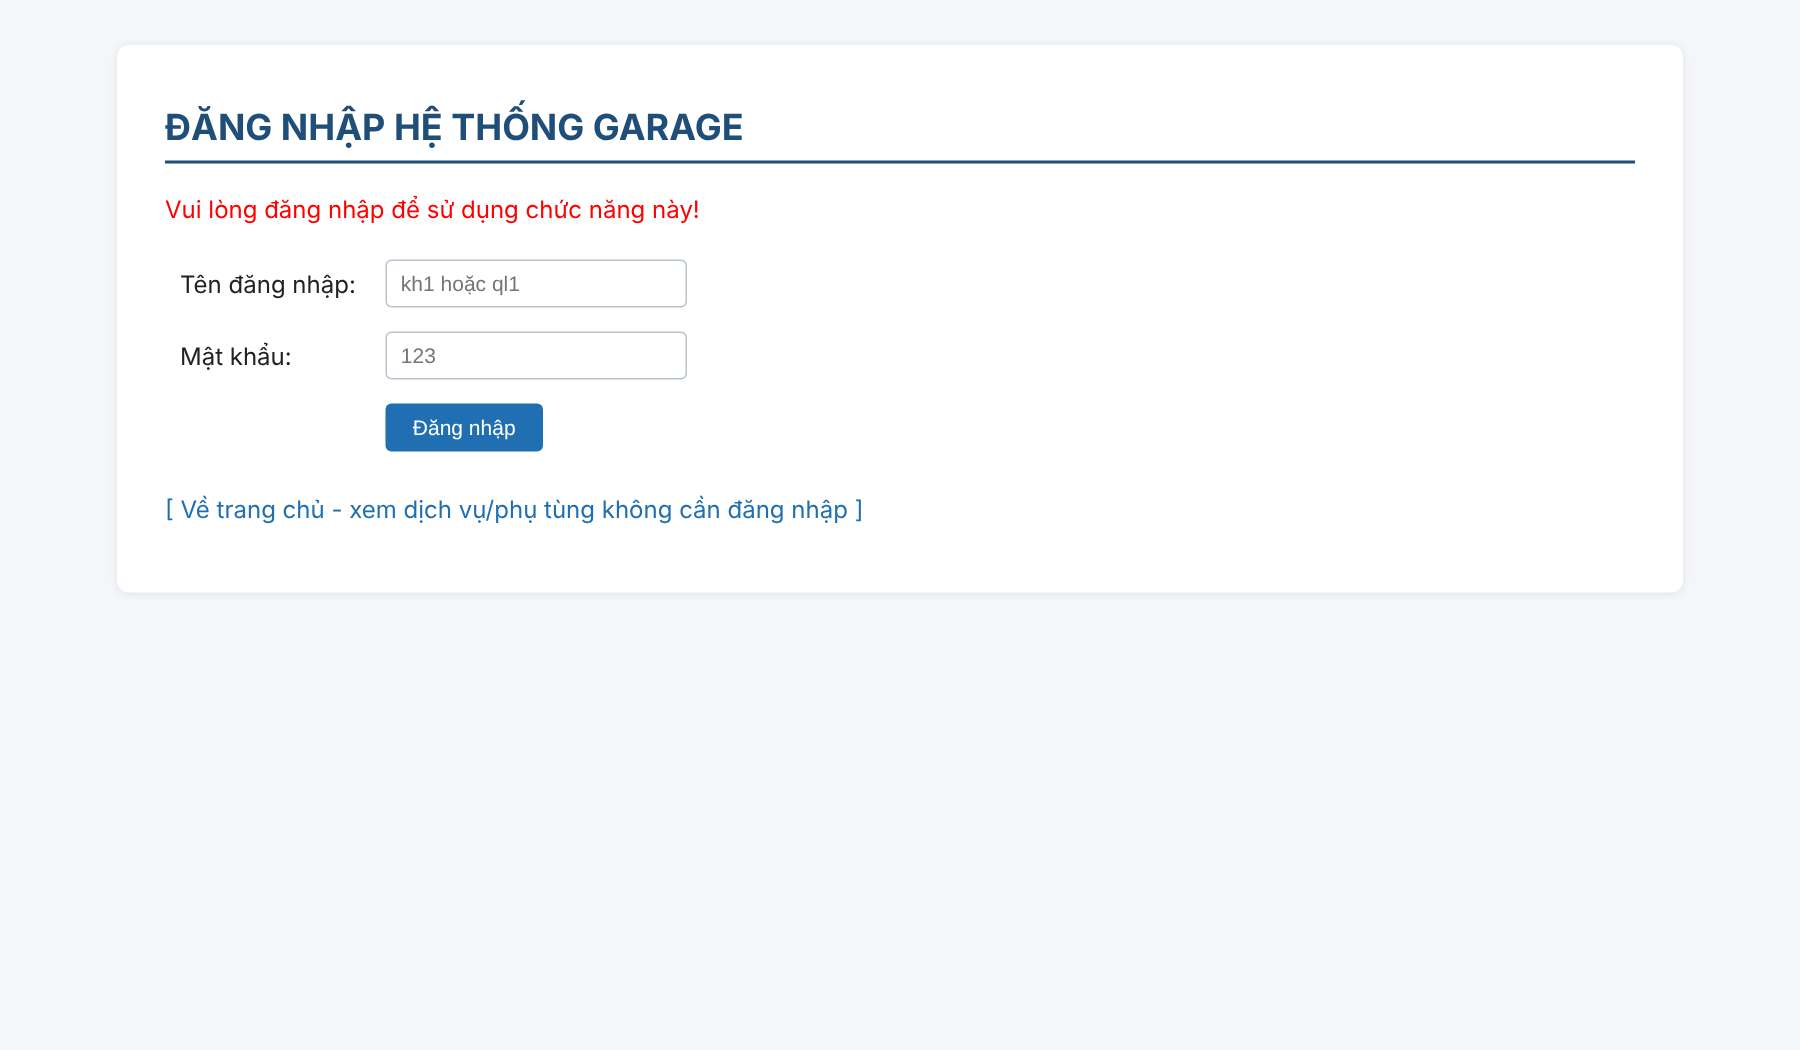 ĐĂNG NHẬP HỆ THỐNG GARAGE
Vui lòng đăng nhập để sử dụng chức năng này!
Tên đăng nhập: kh1 hoặc ql1
Mật khẩu: 123
Đăng nhập
[ Về trang chủ - xem dịch vụ/phụ tùng không cần đăng nhập ]